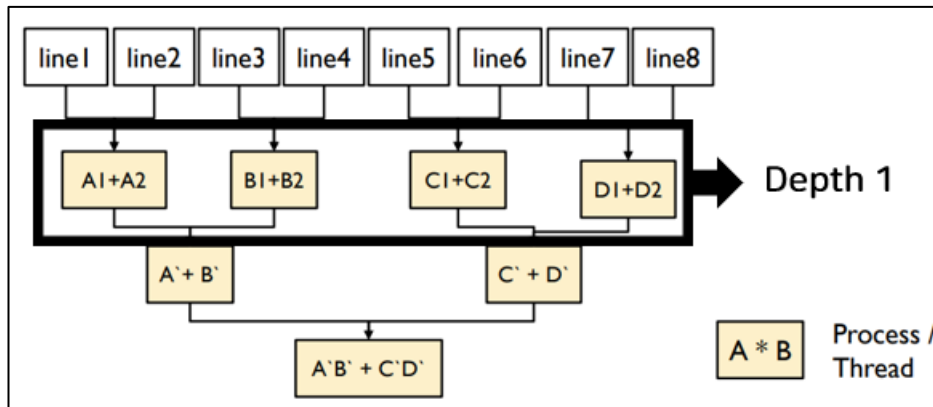 line1 line2 line3 line4 line5 line6 line7 line8
A1+A2 B1+B2 C1+C2 D1+D2
Depth 1
A`+ B` C` + D`
A`B` + C`D`
A * B
Process /
Thread